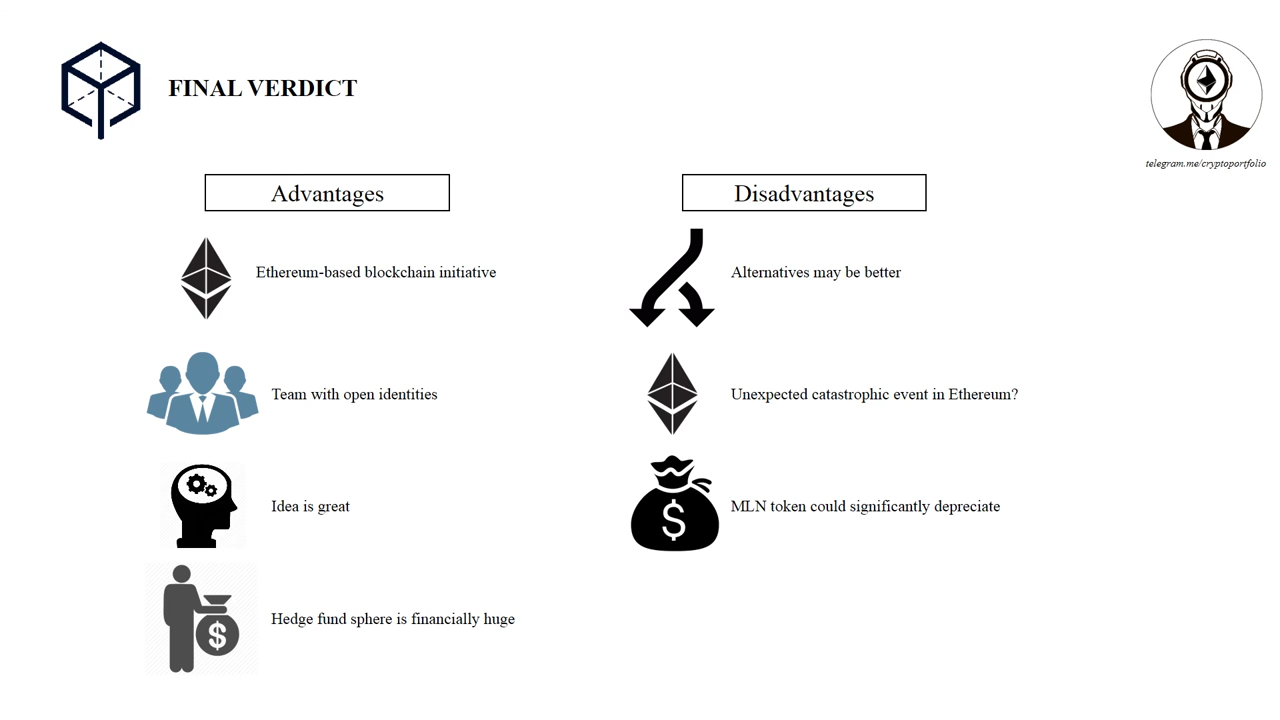 FINAL VERDICT
telegram.me/cryptoportfolio
Advantages
Ethereum-based blockchain initiative
Team with open identities
Idea is great
$
Hedge fund sphere is financially huge
Disadvantages
Alternatives may be better
Unexpected catastrophic event in Ethereum?
$
MLN token could significantly depreciate